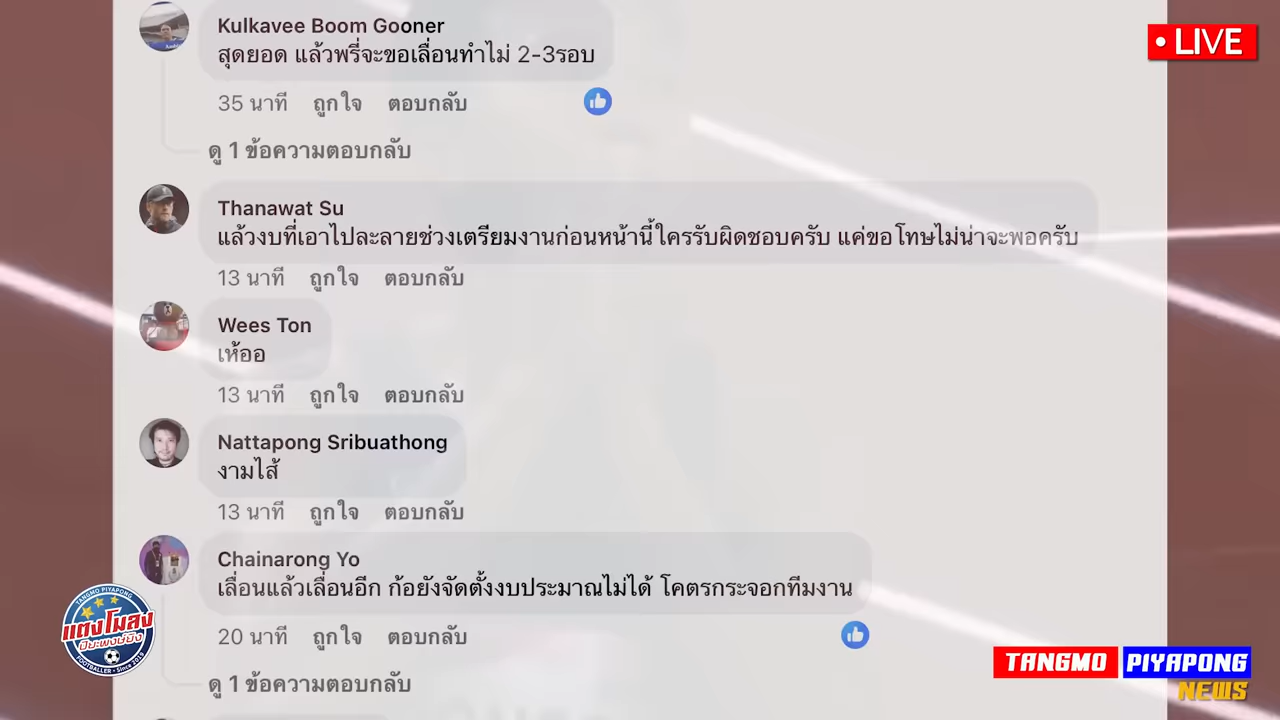 Kulkavee Boom Gooner
สุดยอด แล้วพรี่จะขอเลื่อนทำไม่ 2-3รอบ
35 นาที ถูกใจ ตอบกลับ
ดู 1 ข้อความตอบกลับ
Thanawat Su
แล้วงบที่เอาไปละลายช่วงเตรียมงานก่อนหน้านี้ใครรับผิดชอบครับ แค่ขอโทษไม่น่าจะพอครับ
13 นาที ถูกใจ ตอบกลับ
Wees Ton
เห้ออ
13 นาที ถูกใจ ตอบกลับ
Nattapong Sribuathong
งามไส้
13 นาที ถูกใจ ตอบกลับ
Chainarong Yo
เลื่อนแล้วเลื่อนอีก ก้อยังจัดตั้งงบประมาณไม่ได้ โคตรกระจอกทีมงาน
20 นาที ถูกใจ ตอบกลับ
ดู 1 ข้อความตอบกลับ
LIVE
TANGMO PIYAPONG
แตงโมลง
ปิยะพงษ์ยิง
FOOTBALLER • Since 2019
TANGMO PIYAPONG
NEWS